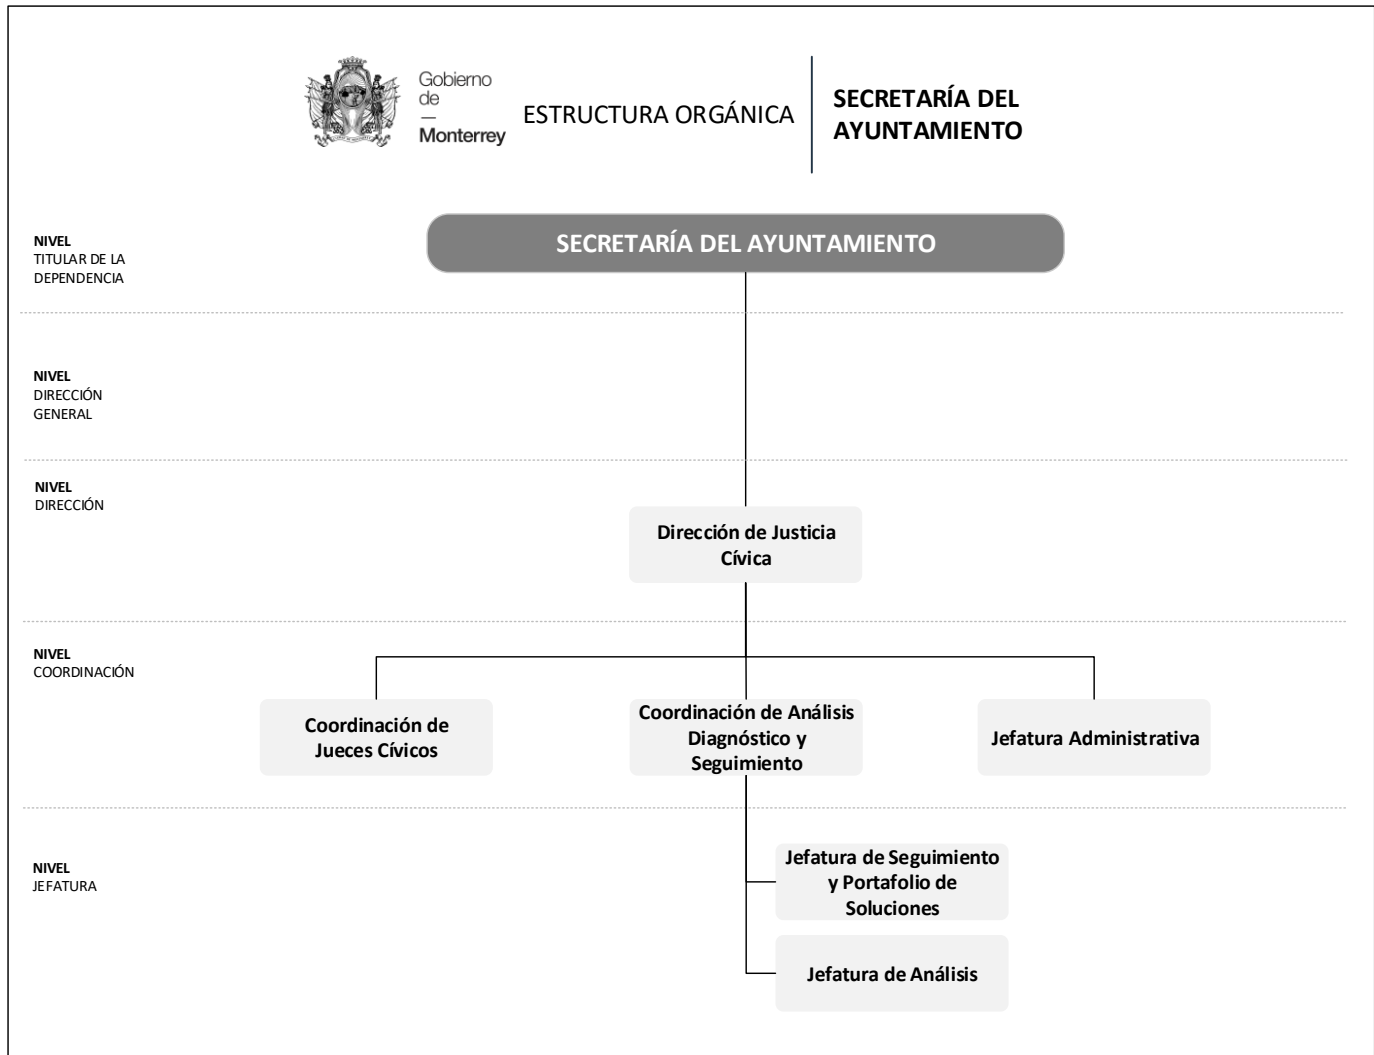 Gobierno
de
—
Monterrey
ESTRUCTURA ORGÁNICA
SECRETARÍA DEL
AYUNTAMIENTO
NIVEL
TITULAR DE LA
DEPENDENCIA
SECRETARÍA DEL AYUNTAMIENTO
NIVEL
DIRECCIÓN
GENERAL
NIVEL
DIRECCIÓN
Dirección de Justicia
Cívica
NIVEL
COORDINACIÓN
Coordinación de
Jueces Cívicos
Coordinación de Análisis
Diagnóstico y
Seguimiento
Jefatura Administrativa
NIVEL
JEFATURA
Jefatura de Seguimiento
y Portafolio de
Soluciones
Jefatura de Análisis